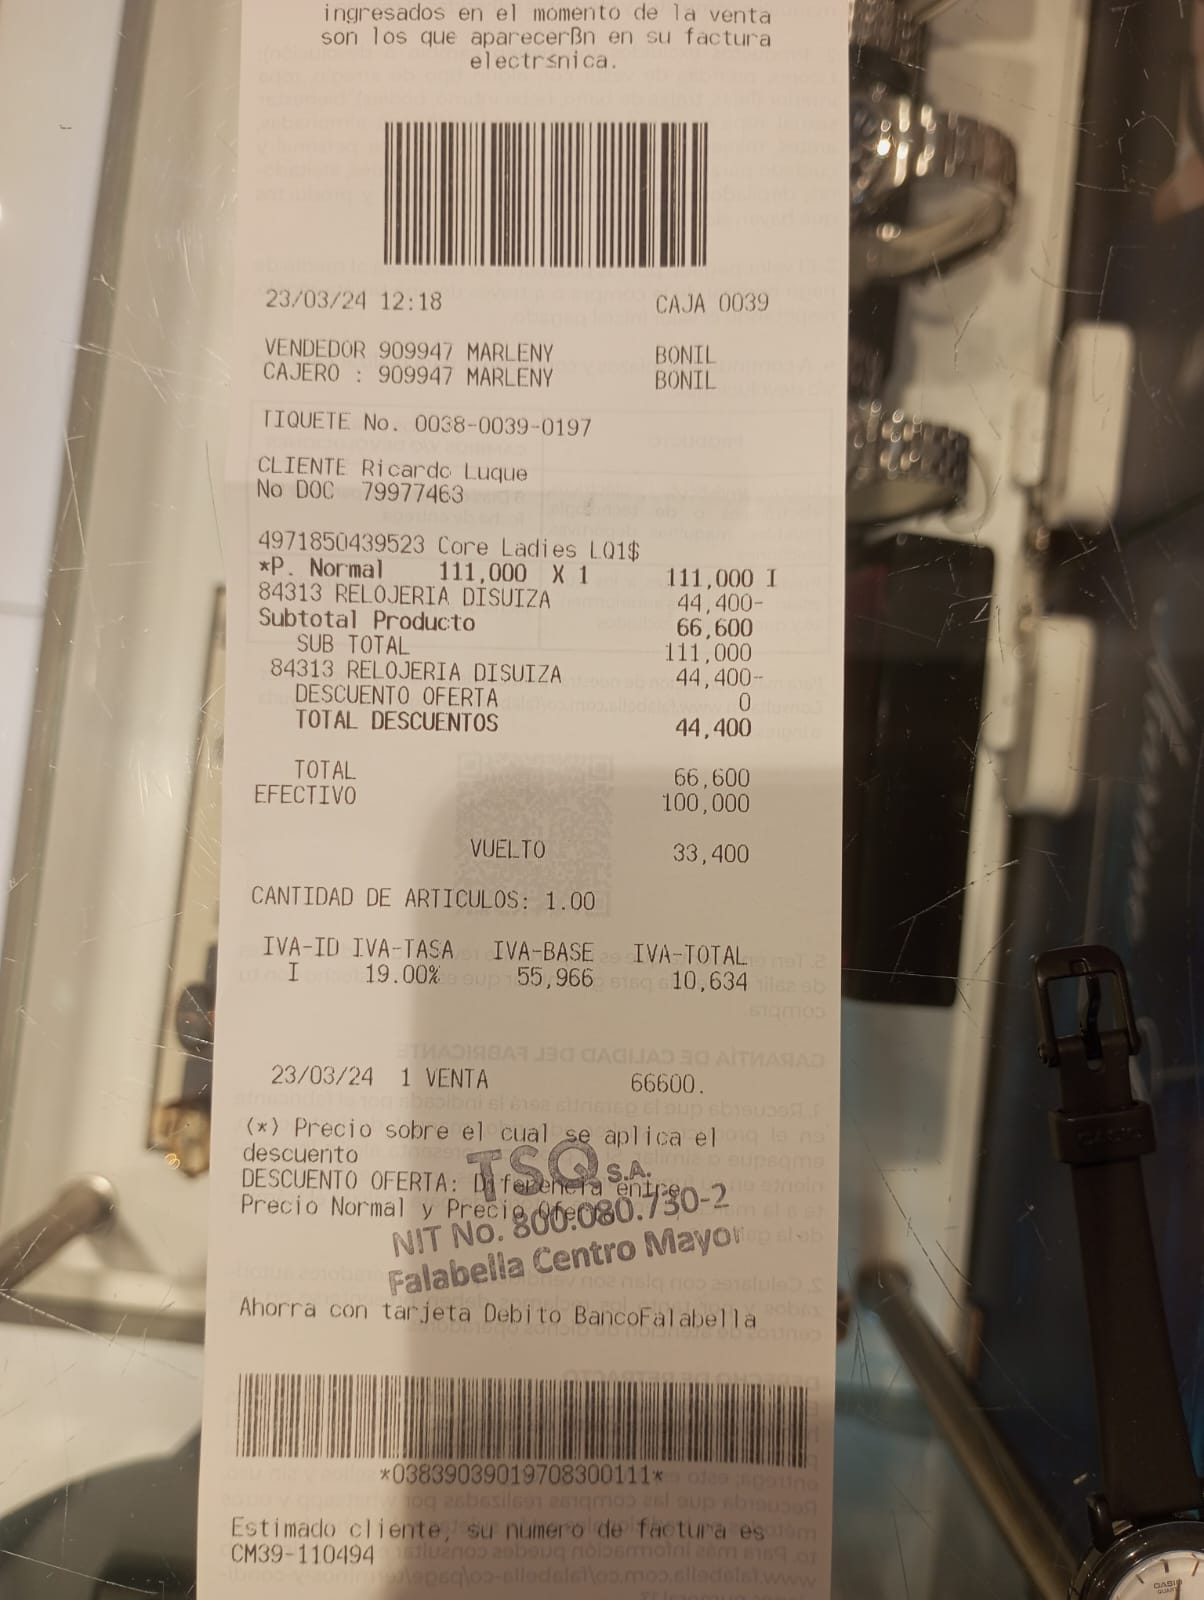 ingresados en el momento de la venta
son los que aparecerßn en su factura
electr≤nica.
23/03/24 12:18 CAJA 0039
VENDEDOR 909947 MARLENY BONIL
CAJERO : 909947 MARLENY BONIL
TIQUETE No. 0038-0039-0197
CLIENTE Ricardo Luque
No DOC 79977463
4971850439523 Core Ladies LQ1$
*P. Normal 111,000 X 1 111,000 I
84313 RELOJERIA DISUIZA 44,400-
Subtotal Producto 66,600
SUB TOTAL 111,000
84313 RELOJERIA DISUIZA 44,400-
DESCUENTO OFERTA 0
TOTAL DESCUENTOS 44,400
TOTAL 66,600
EFECTIVO 100,000
VUELTO 33,400
CANTIDAD DE ARTICULOS: 1.00
IVA-ID IVA-TASA IVA-BASE IVA-TOTAL
I 19.00% 55,966 10,634
23/03/24 1 VENTA 66600.
(*) Precio sobre el cual se aplica el
descuento
DESCUENTO OFERTA: Diferencia entre
Precio Normal y Precio Oferta
TSQ S.A.
NIT No. 800.080.730-2
Falabella Centro Mayor
Ahorra con tarjeta Debito BancoFalabella
*03839039019708300111*
Estimado cliente, su numero de factura es
CM39-110494
CASIO
QUARTZ